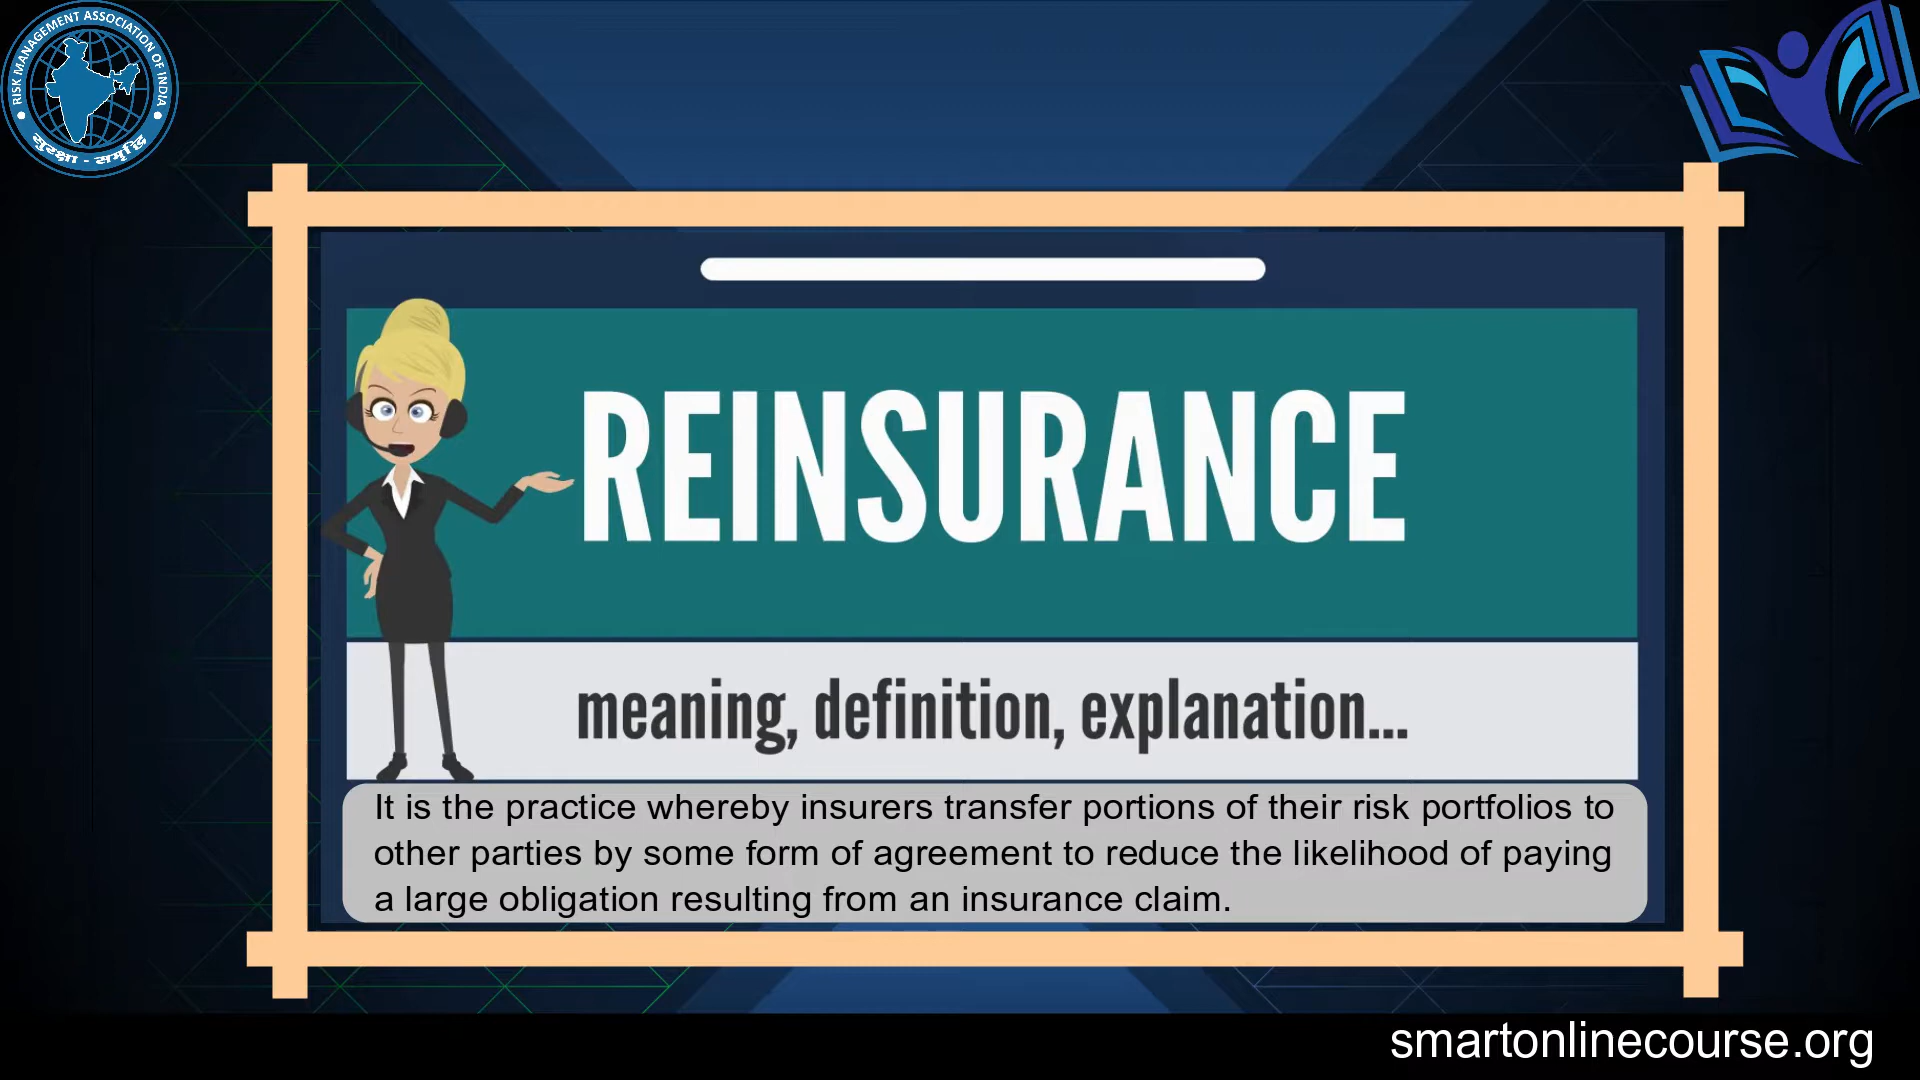 RISK MANAGEMENT ASSOCIATION OF INDIA
सुरक्षा - समृद्धि
REINSURANCE
meaning, definition, explanation...
It is the practice whereby insurers transfer portions of their risk portfolios to
other parties by some form of agreement to reduce the likelihood of paying
a large obligation resulting from an insurance claim.
smartonlinecourse.org